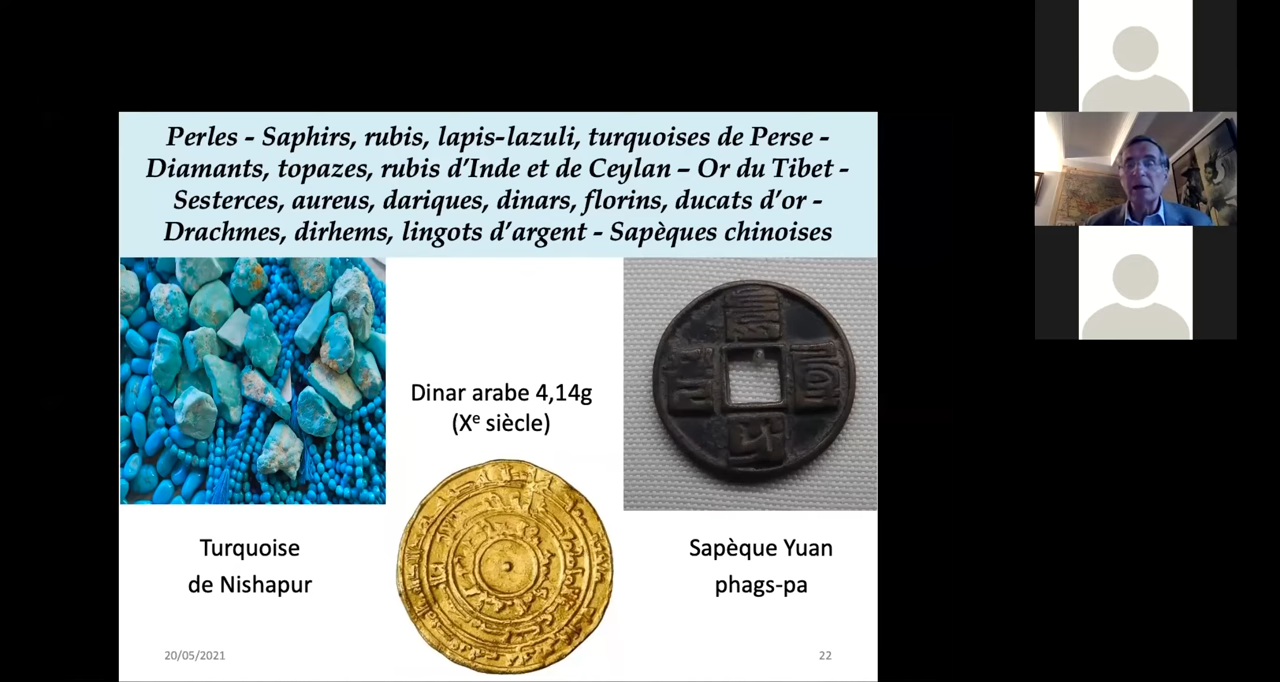 Perles - Saphirs, rubis, lapis-lazuli, turquoises de Perse -
Diamants, topazes, rubis d’Inde et de Ceylan – Or du Tibet -
Sesterces, aureus, dariques, dinars, florins, ducats d’or -
Drachmes, dirhems, lingots d’argent - Sapèques chinoises
Dinar arabe 4,14g
(Xe siècle)
Turquoise
de Nishapur
Sapèque Yuan
phags-pa
20/05/2021
22